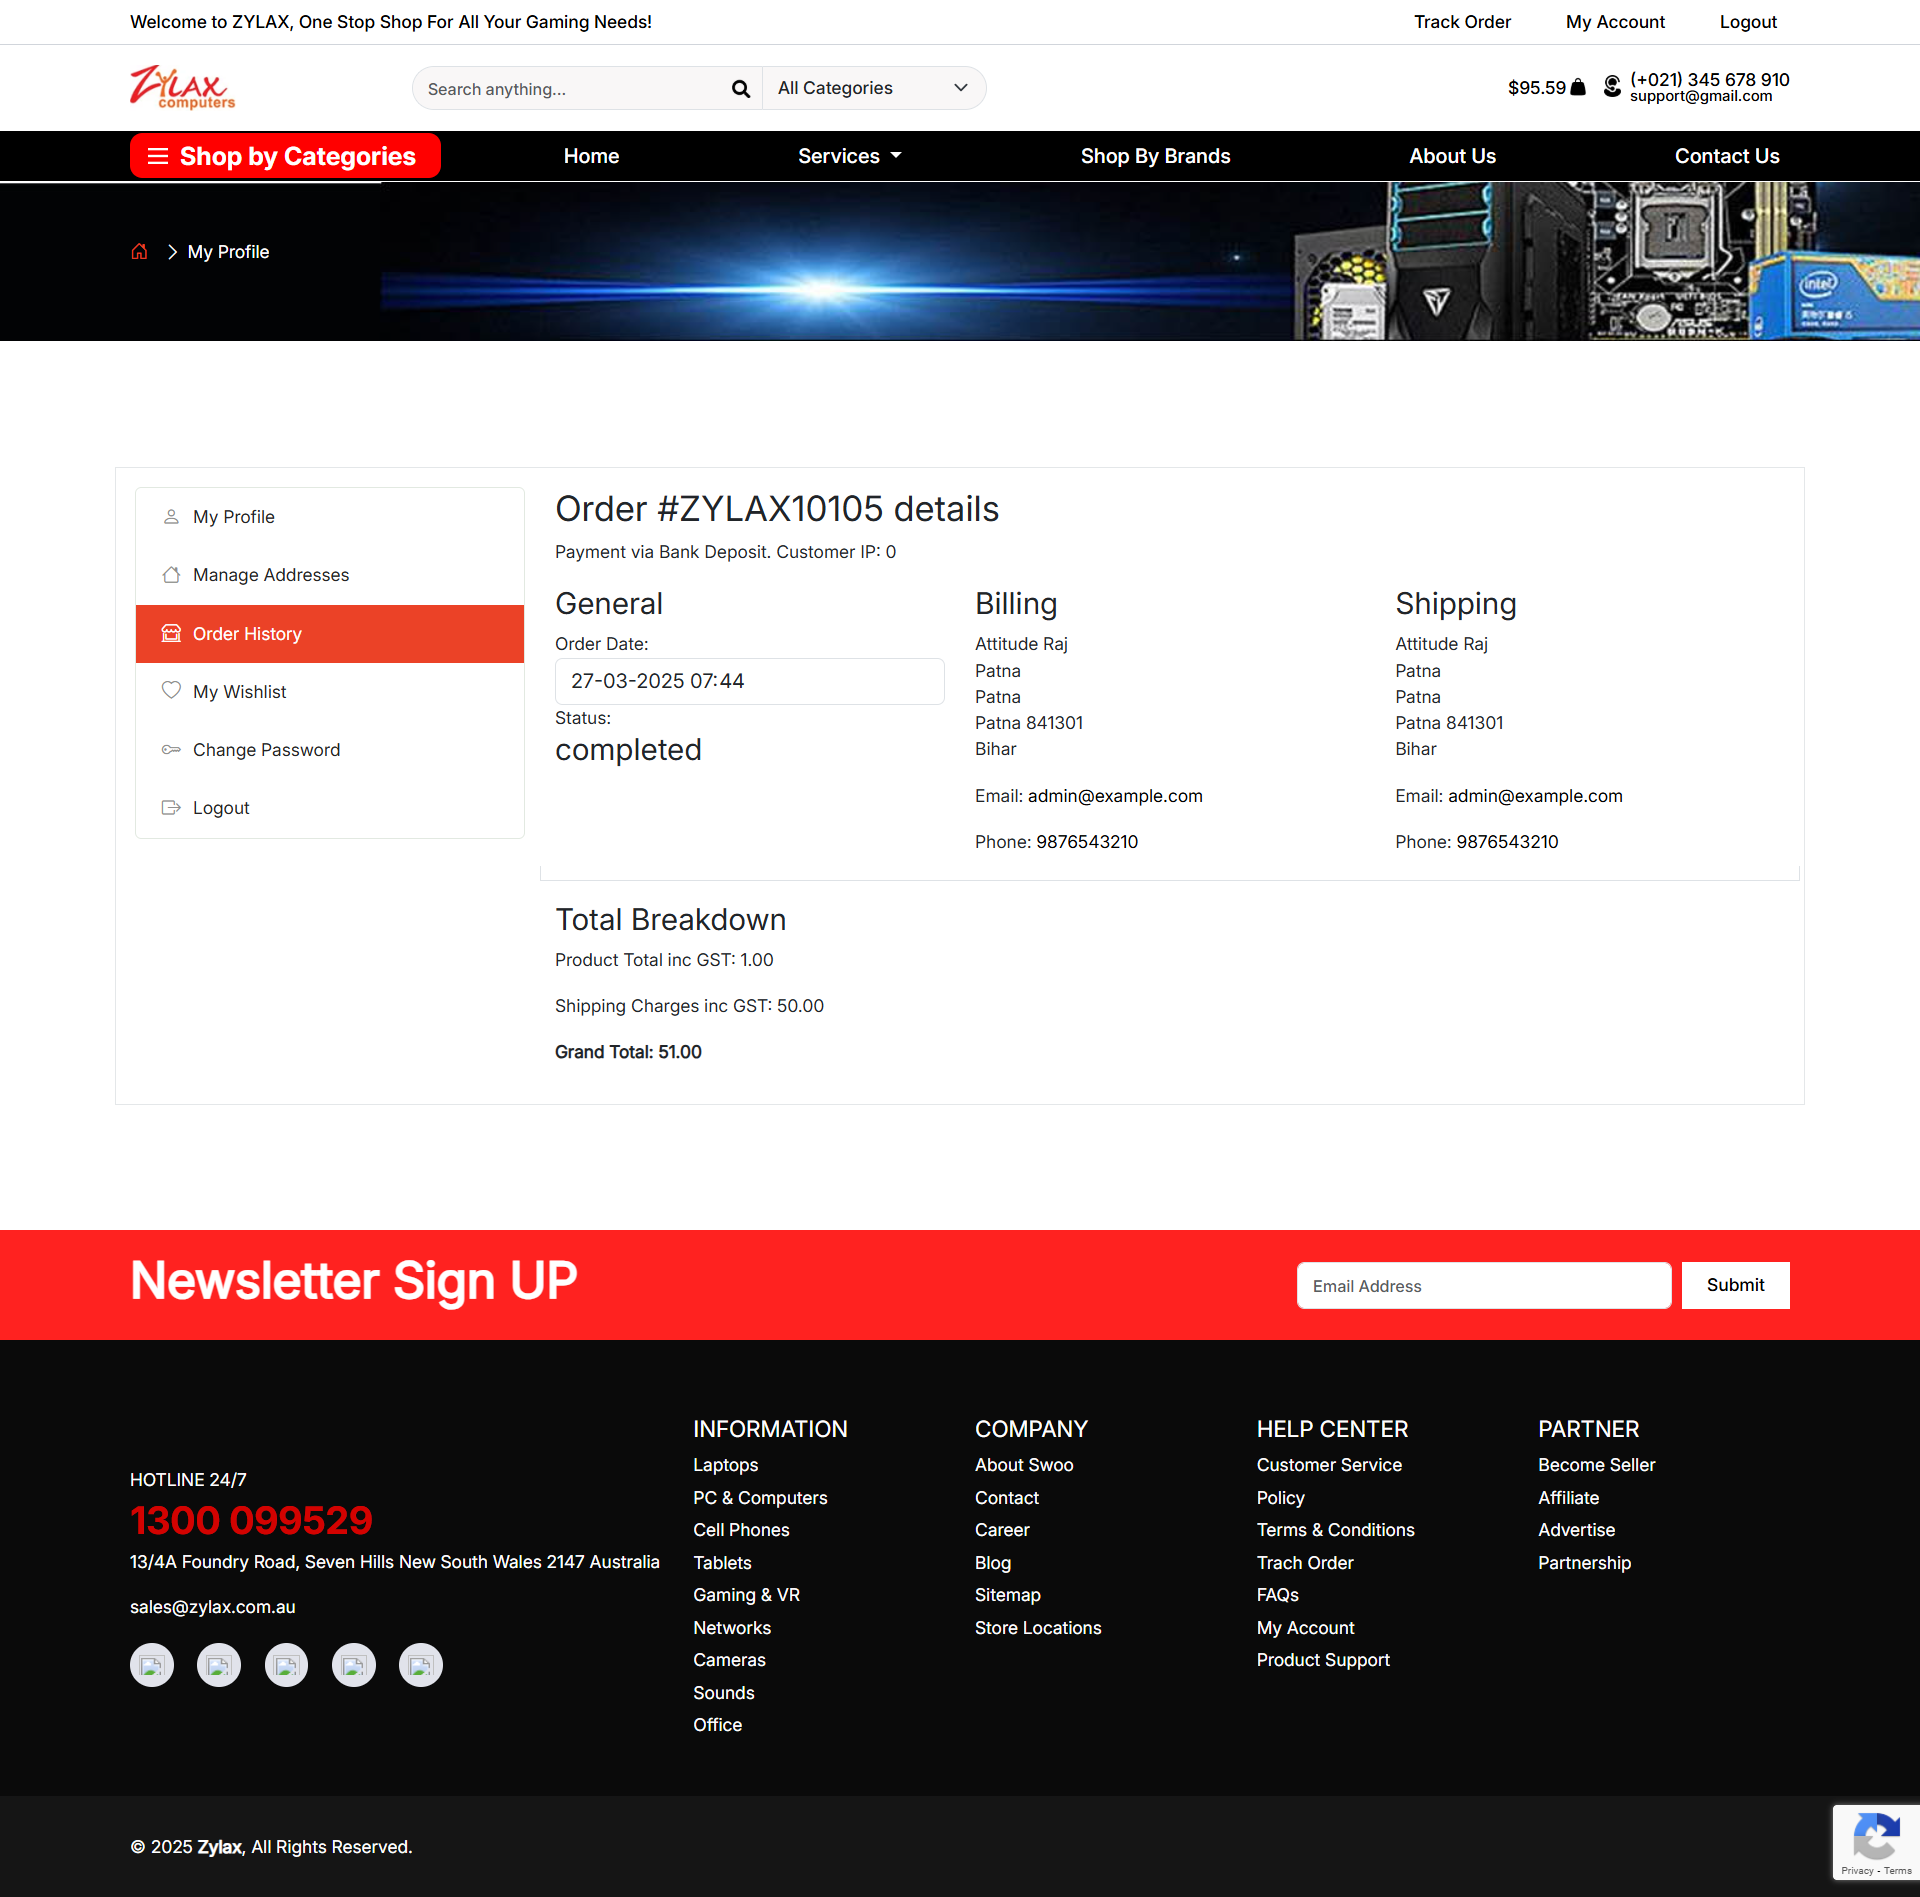 Welcome to ZYLAX, One Stop Shop For All Your Gaming Needs!
Track Order
My Account
Logout
ZYLAX
computers
Search anything...
All Categories
$95.59
(+021) 345 678 910
support@gmail.com
Shop by Categories
Home
Services
Shop By Brands
About Us
Contact Us
My Profile
intel
My Profile
Manage Addresses
Order History
My Wishlist
Change Password
Logout
Order #ZYLAX10105 details
Payment via Bank Deposit. Customer IP: 0
General
Order Date:
27-03-2025 07:44
Status:
completed
Billing
Attitude Raj
Patna
Patna
Patna 841301
Bihar
Email: admin@example.com
Phone: 9876543210
Shipping
Attitude Raj
Patna
Patna
Patna 841301
Bihar
Email: admin@example.com
Phone: 9876543210
Total Breakdown
Product Total inc GST: 1.00
Shipping Charges inc GST: 50.00
Grand Total: 51.00
Newsletter Sign UP
Email Address
Submit
HOTLINE 24/7
1300 099529
13/4A Foundry Road, Seven Hills New South Wales 2147 Australia
sales@zylax.com.au
INFORMATION
Laptops
PC & Computers
Cell Phones
Tablets
Gaming & VR
Networks
Cameras
Sounds
Office
COMPANY
About Swoo
Contact
Career
Blog
Sitemap
Store Locations
HELP CENTER
Customer Service
Policy
Terms & Conditions
Trach Order
FAQs
My Account
Product Support
PARTNER
Become Seller
Affiliate
Advertise
Partnership
© 2025 Zylax, All Rights Reserved.
Privacy - Terms